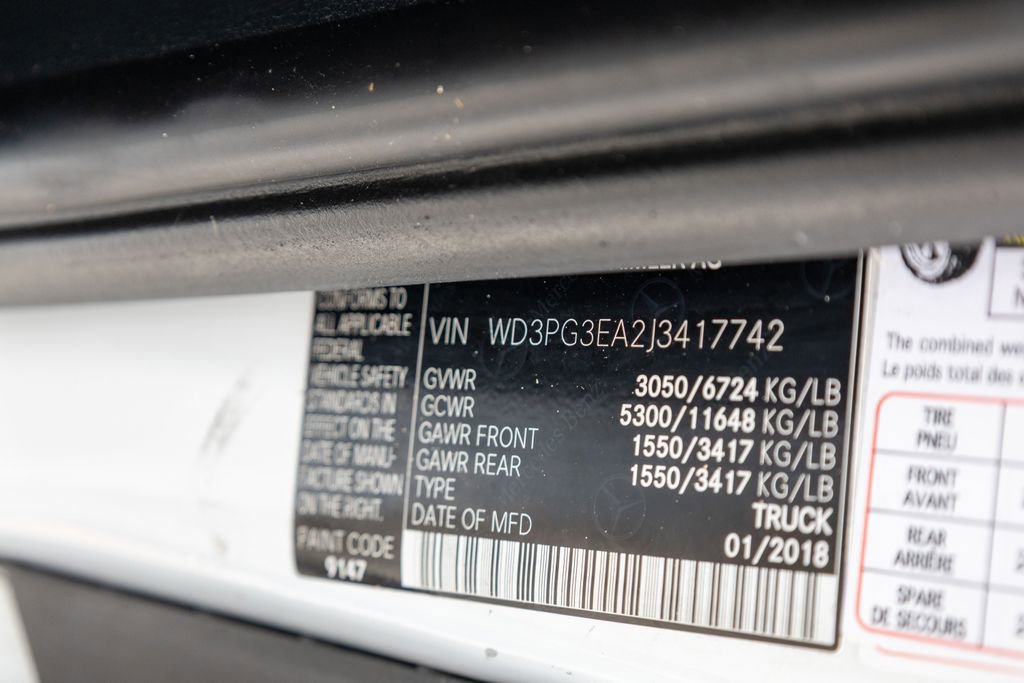 CONFORMS TO
ALL APPLICABLE
FEDERAL
VEHICLE SAFETY
STANDARDS IN
EFFECT ON THE
DATE OF MANU-
FACTURE SHOWN
ON THE RIGHT.
PAINT CODE
9147
VIN WD3PG3EA2J3417742
GVWR 3050/6724 KG/LB
GCWR 5300/11648 KG/LB
GAWR FRONT 1550/3417 KG/LB
GAWR REAR 1550/3417 KG/LB
TYPE TRUCK
DATE OF MFD 01/2018
The combined
Le poids total des
TIRE
PNEU
FRONT
AVANT
REAR
ARRIÈRE
SPARE
DE SECOURS